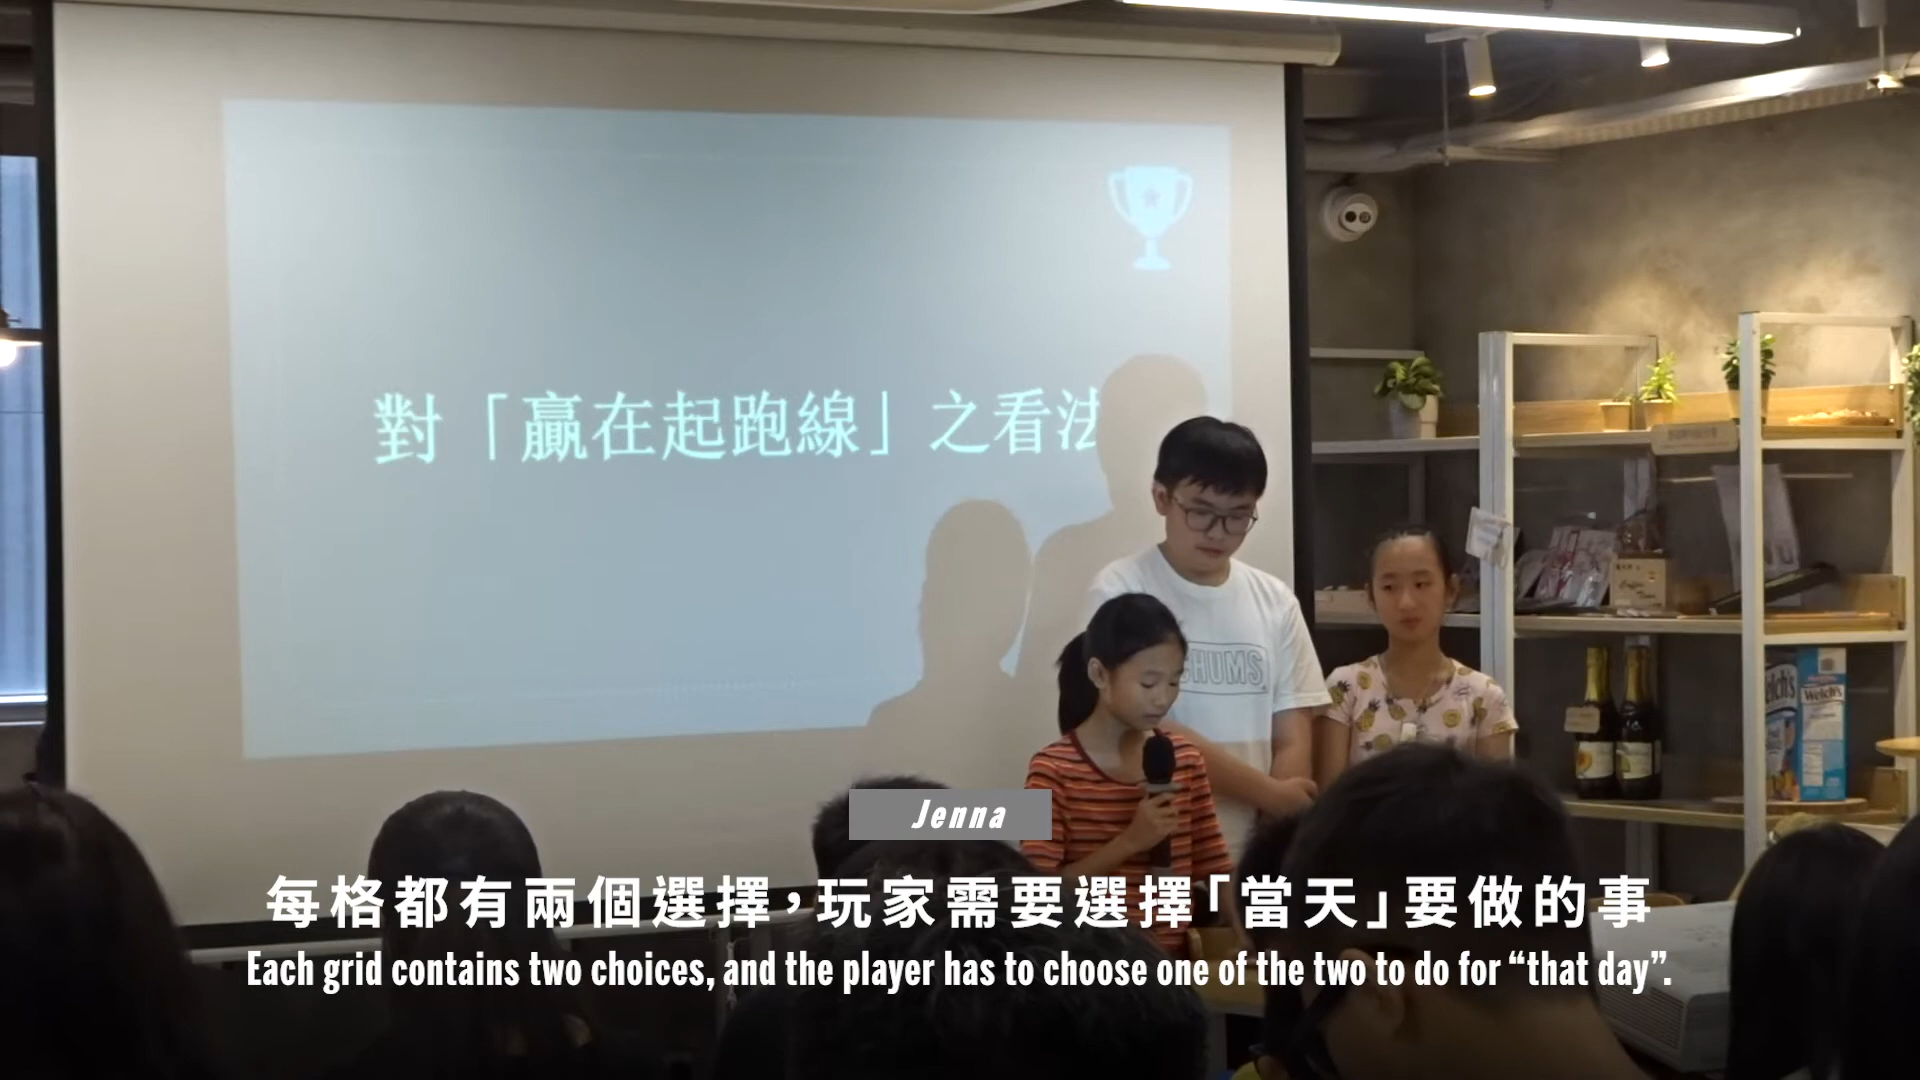 對「贏在起跑線」之看法
CHUMS
Welch's
Jenna
每格都有兩個選擇，玩家需要選擇「當天」要做的事
Each grid contains two choices, and the player has to choose one of the two to do for “that day”.